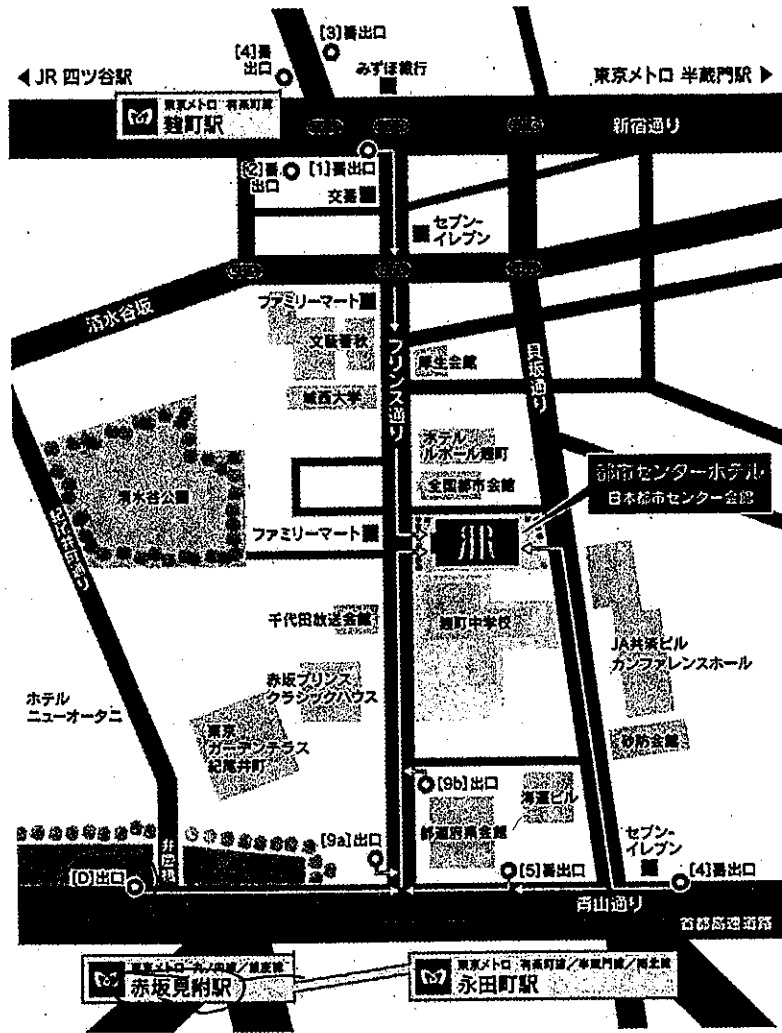 [3]番出口
[4]番
出口
みずほ銀行
JR 四ツ谷駅
東京メトロ 半蔵門駅
東京メトロ 有楽町線
麹町駅
新宿通り
[2]番
出口
[1]番出口
交番
セブン-
イレブン
清水谷坂
ファミリーマート
文藝春秋
プリンス通り
貝坂通り
城西大学
ホテル
ルポール麹町
全国都市会館
都市センターホテル
日本都市センター会館
清水谷公園
ファミリーマート
千代田放送会館
麹町中学校
JA共済ビル
カンファレンスホール
赤坂プリンス
クラシックハウス
ホテル
ニューオータニ
東京
ガーデンテラス
紀尾井町
砂防会館
[9b]出口
海運ビル
都道府県会館
[9a]出口
セブン-
イレブン
弁慶橋
[D]出口
[5]番出口
[4]番出口
青山通り
首都高速道路
東京メトロ 丸ノ内線/銀座線
赤坂見附駅
東京メトロ 有楽町線/半蔵門線/南北線
永田町駅